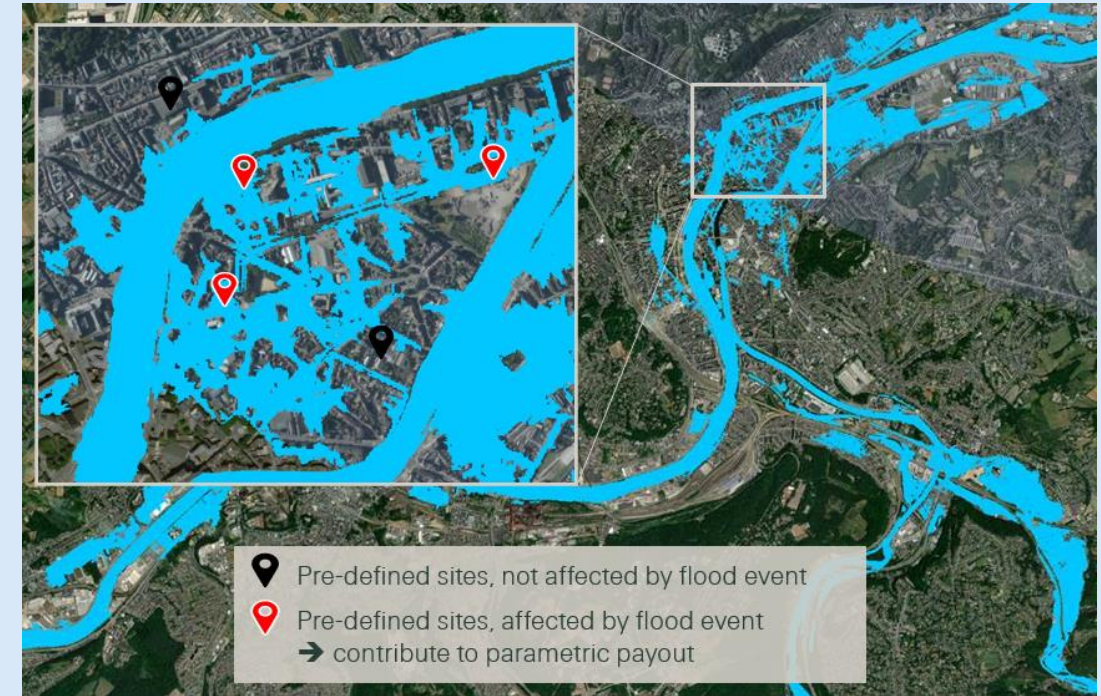 Pre-defined sites, not affected by flood event
Pre-defined sites, affected by flood event
➔ contribute to parametric payout